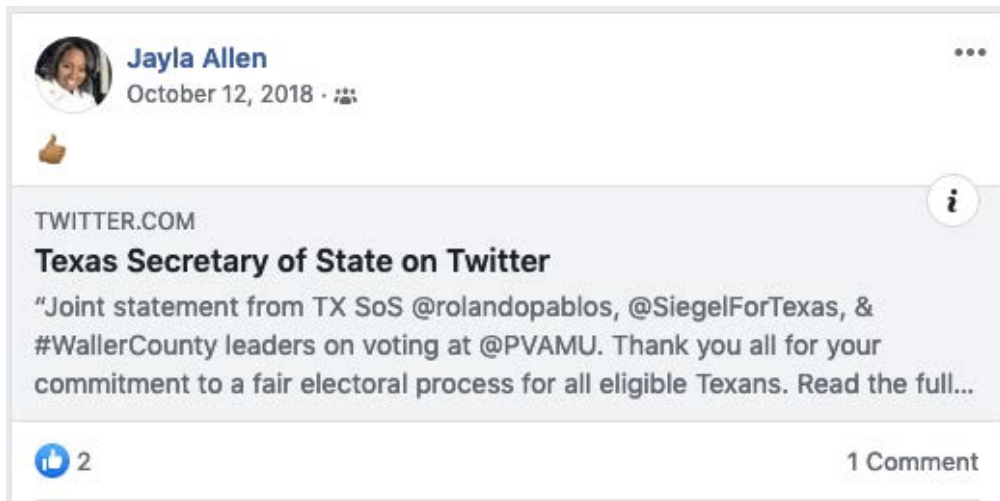 Jayla Allen
October 12, 2018 ·
TWITTER.COM
Texas Secretary of State on Twitter
“Joint statement from TX SoS @rolandopablos, @SiegelForTexas, &
#WallerCounty leaders on voting at @PVAMU. Thank you all for your
commitment to a fair electoral process for all eligible Texans. Read the full...
2
1 Comment